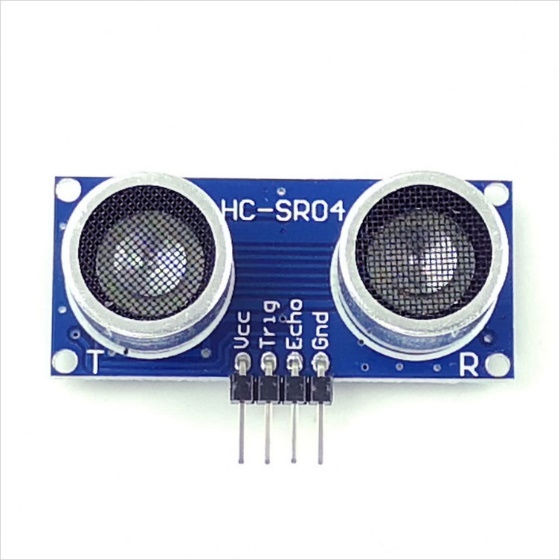 HC-SR04
Vcc
Trig
Echo
Gnd
T
R